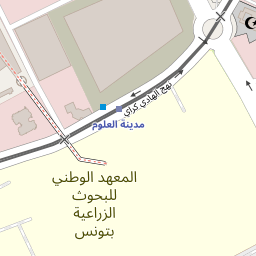 نهج الهادي كراي
مدينة العلوم
المعهد الوطني
للبحوث
الزراعية
بتونس